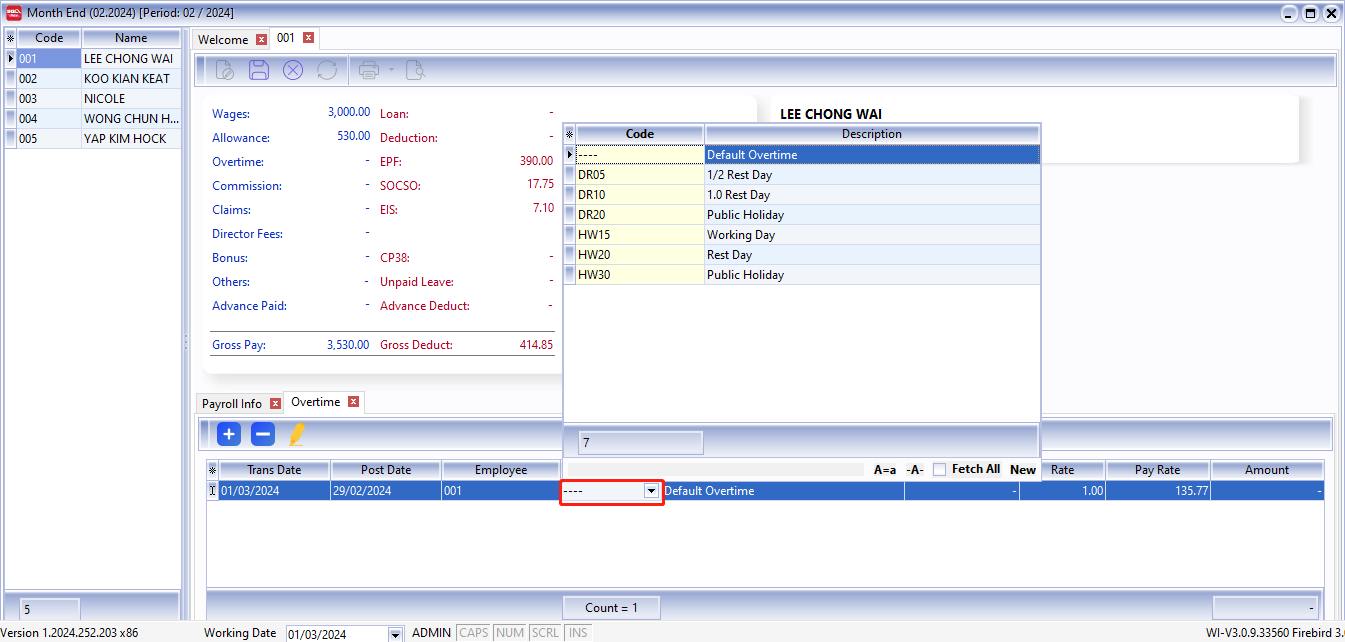 Month End (02.2024) [Period: 02 / 2024]
Code Name
001 LEE CHONG WAI
002 KOO KIAN KEAT
003 NICOLE
004 WONG CHUN H...
005 YAP KIM HOCK
5
Welcome 001
Wages: 3,000.00 Loan: -
Allowance: 530.00 Deduction: -
Overtime: - EPF: 390.00
Commission: - SOCSO: 17.75
Claims: - EIS: 7.10
Director Fees: -
Bonus: - CP38: -
Others: - Unpaid Leave: -
Advance Paid: - Advance Deduct: -
Gross Pay: 3,530.00 Gross Deduct: 414.85
LEE CHONG WAI
Code Description
---- Default Overtime
DR05 1/2 Rest Day
DR10 1.0 Rest Day
DR20 Public Holiday
HW15 Working Day
HW20 Rest Day
HW30 Public Holiday
7
A=a -A- Fetch All New
Payroll Info Overtime
Trans Date Post Date Employee Rate Pay Rate Amount
01/03/2024 29/02/2024 001 ---- Default Overtime - 1.00 135.77 -
Count = 1 -
Version 1.2024.252.203 x86 Working Date 01/03/2024 ADMIN CAPS NUM SCRL INS WI-V3.0.9.33560 Firebird 3.